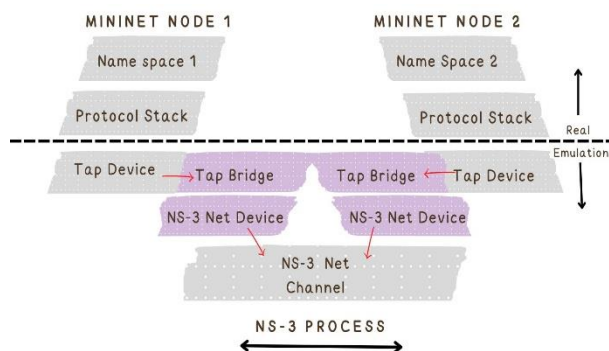 MININET NODE 1
MININET NODE 2
Name space 1
Name Space 2
Protocol Stack
Protocol Stack
Real
Emulation
Tap Device
Tap Bridge
Tap Bridge
Tap Device
NS-3 Net Device
NS-3 Net Device
NS-3 Net
Channel
NS-3 PROCESS